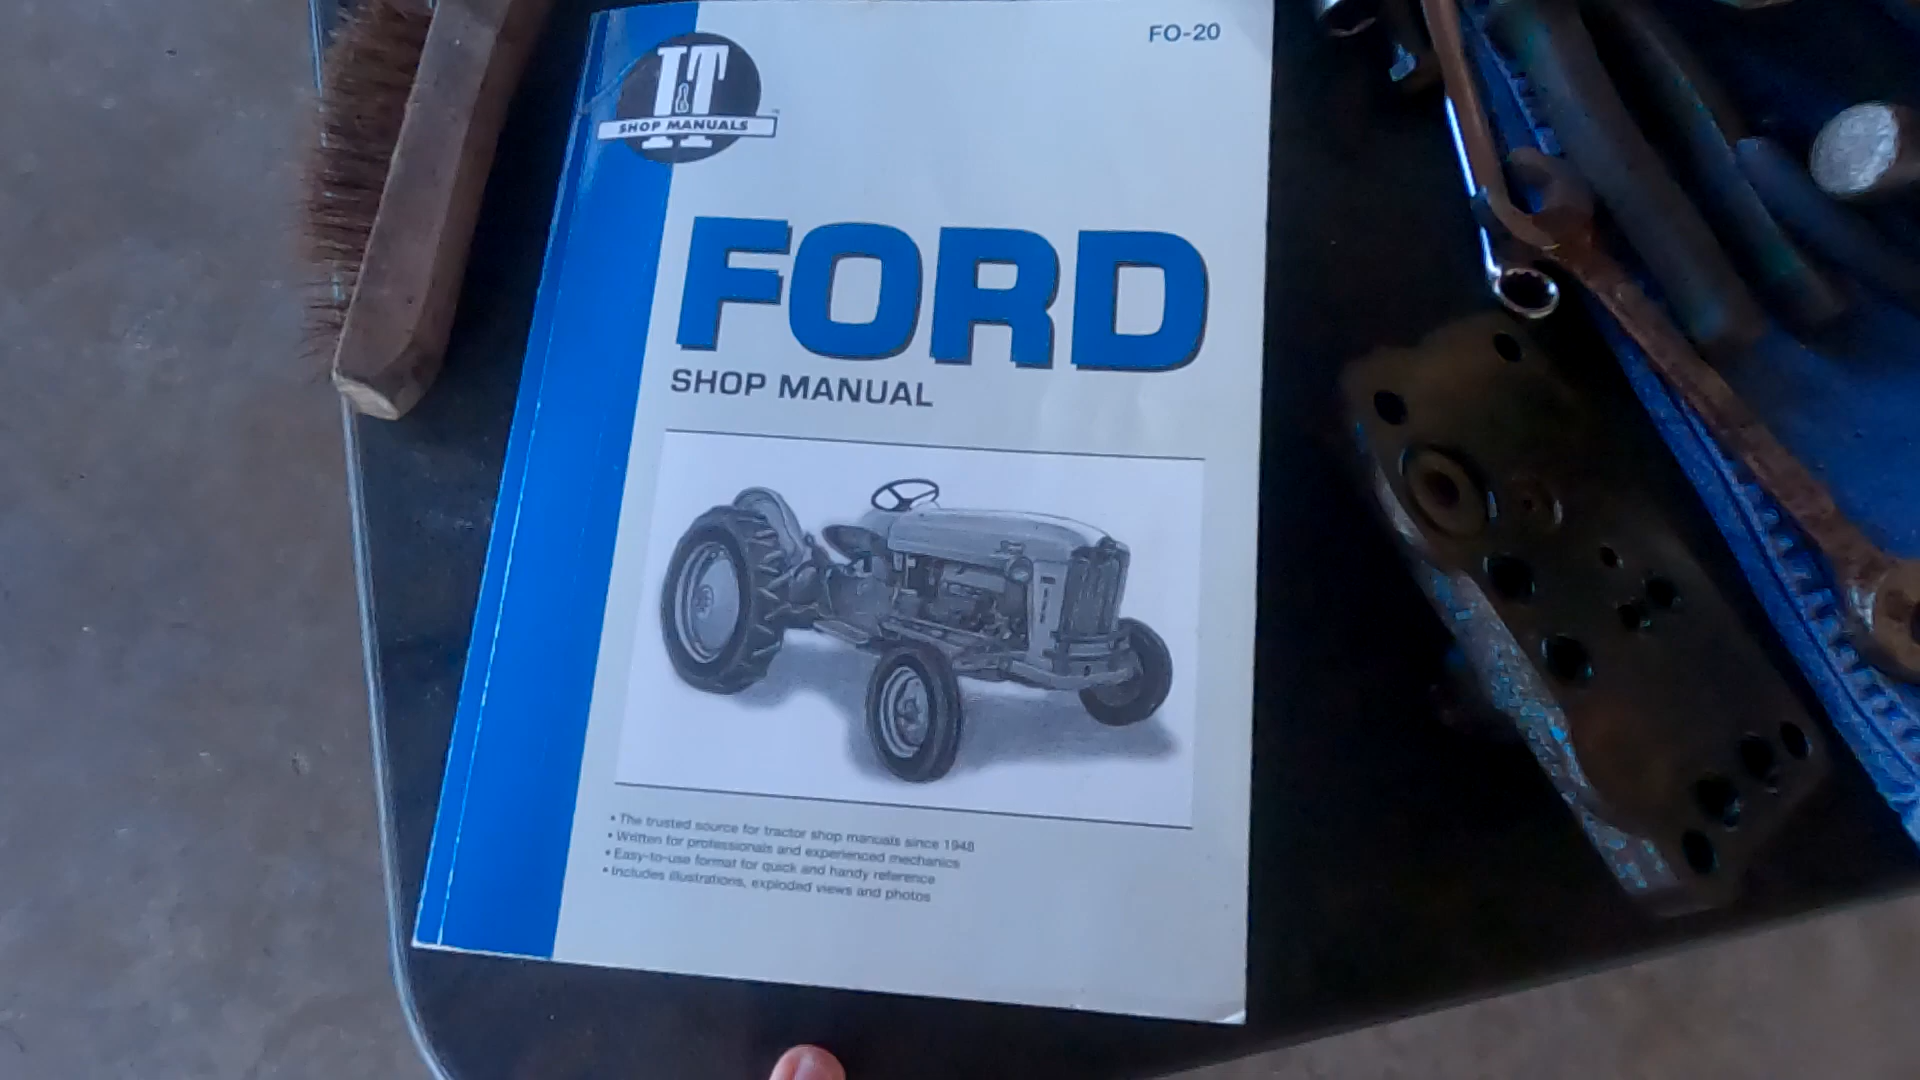 FO-20
I&T
SHOP MANUALS
FORD
SHOP MANUAL
• The trusted source for tractor shop manuals since 1948
• Written for professionals and experienced mechanics
• Easy-to-use format for quick and handy reference
• Includes illustrations, exploded views and photos